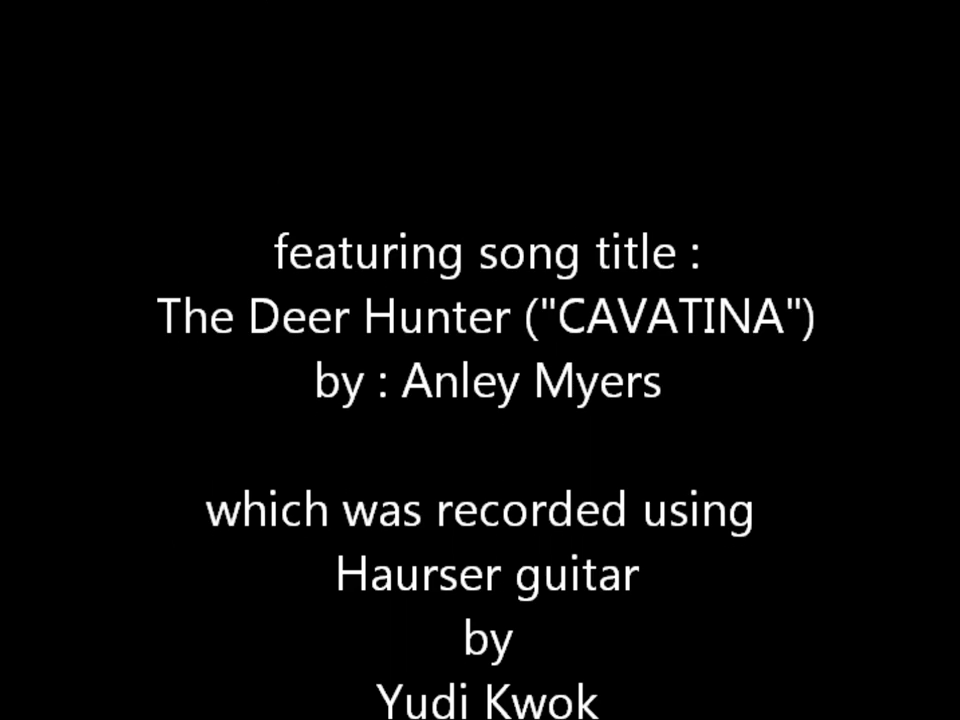 featuring song title :
The Deer Hunter ("CAVATINA")
by : Anley Myers
which was recorded using
Haurser guitar
by
Yudi Kwok